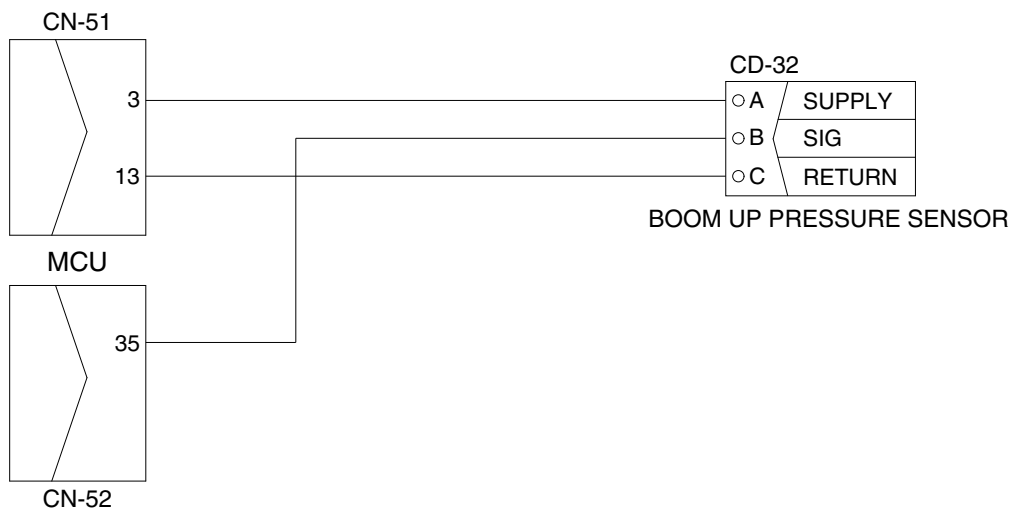 CN-51
3
13
MCU
35
CN-52
CD-32
A SUPPLY
B SIG
C RETURN
BOOM UP PRESSURE SENSOR